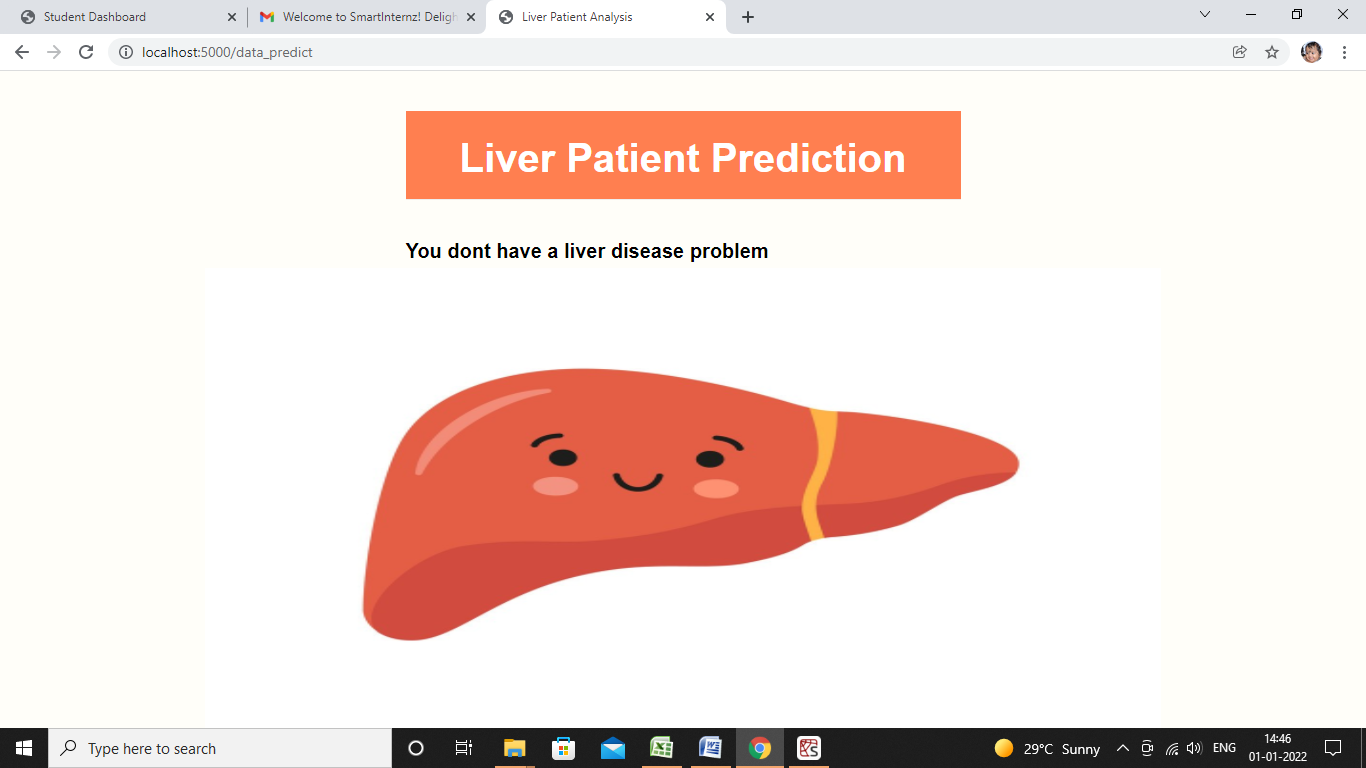 Student Dashboard
Welcome to SmartInternz! Deligh
Liver Patient Analysis
localhost:5000/data_predict
Liver Patient Prediction
You dont have a liver disease problem
Type here to search
29°C Sunny
ENG
14:46
01-01-2022